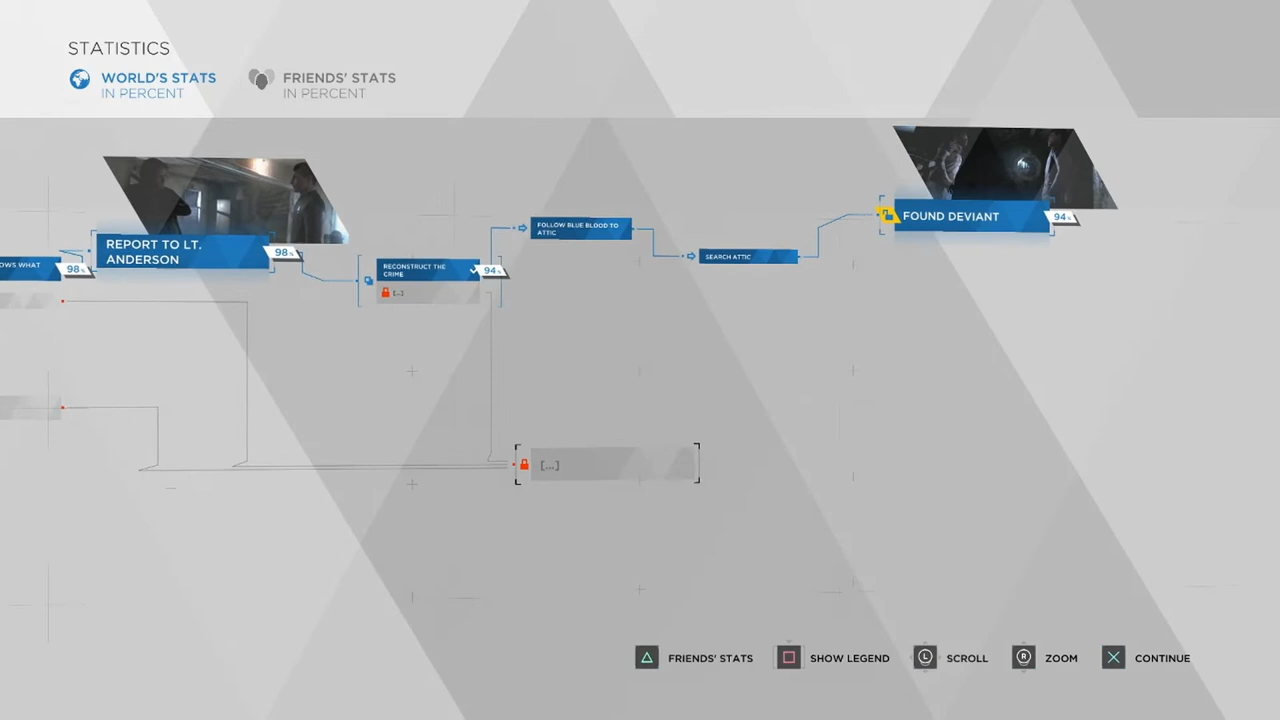 STATISTICS
WORLD'S STATS
IN PERCENT
FRIENDS' STATS
IN PERCENT
FOUND DEVIANT
94%
FOLLOW BLUE BLOOD TO
ATTIC
REPORT TO LT.
ANDERSON
98%
SEARCH ATTIC
OWS WHAT
98%
RECONSTRUCT THE
CRIME
94%
[...]
[...]
FRIENDS' STATS
SHOW LEGEND
L
SCROLL
R
ZOOM
CONTINUE